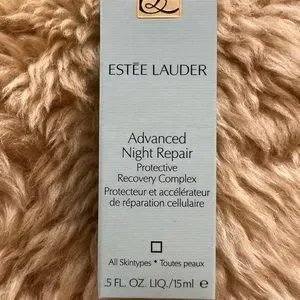 ESTĒE LAUDER
Advanced
Night Repair
Protective
Recovery Complex
Protecteur et accélérateur
de réparation cellulaire
All Skintypes • Toutes peaux
.5 FL. OZ. LIQ./15ml e